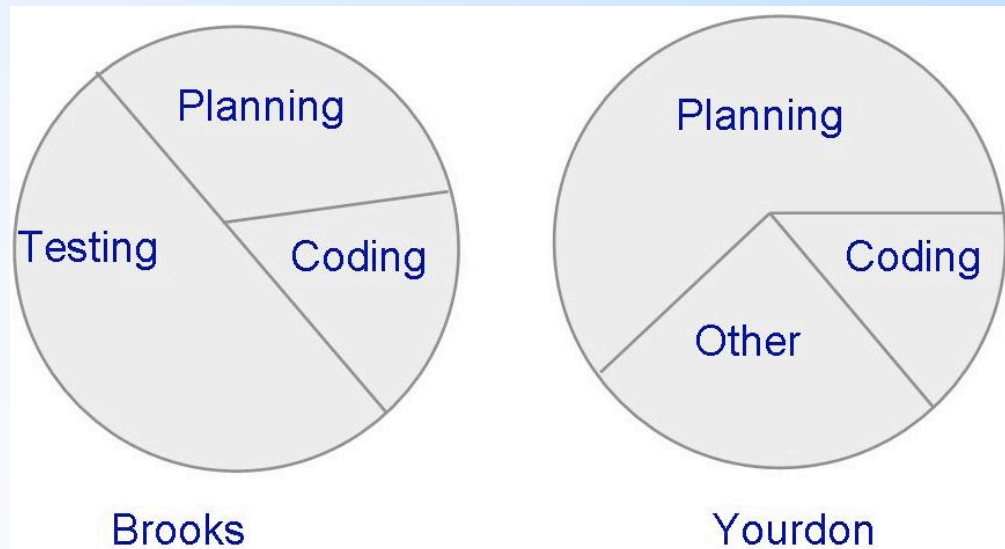 Planning
Testing
Coding
Brooks
Planning
Coding
Other
Yourdon